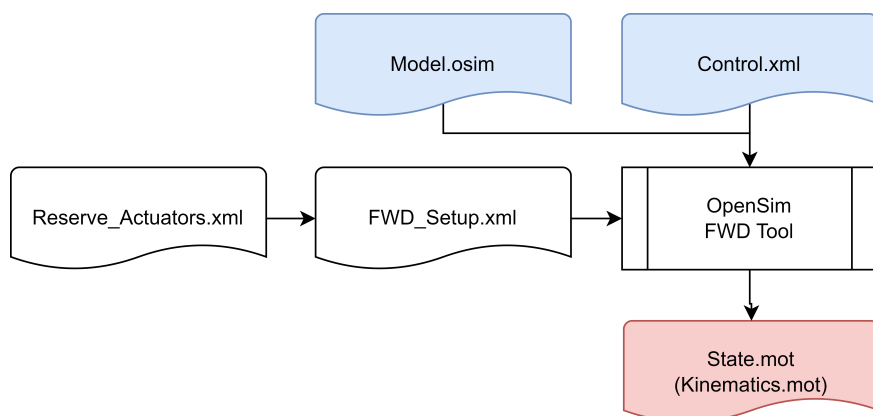 Model.osim
Control.xml
Reserve_Actuators.xml
FWD_Setup.xml
OpenSim
FWD Tool
State.mot
(Kinematics.mot)